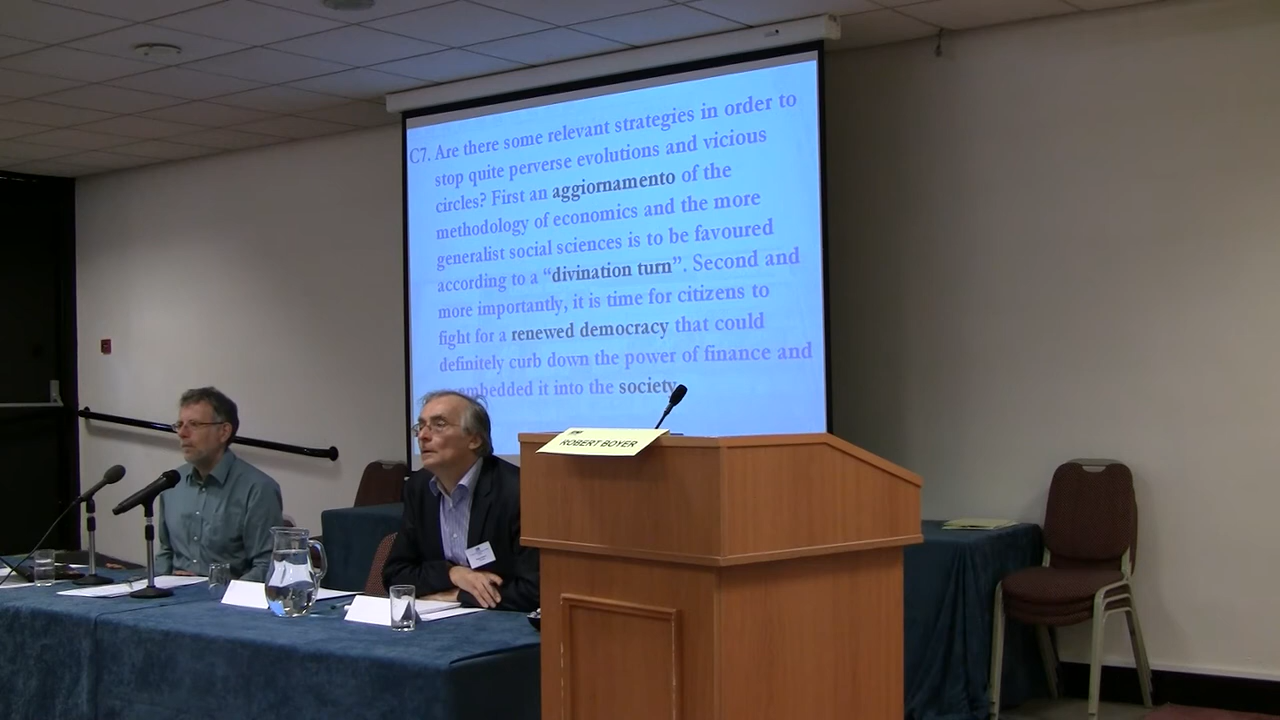 C7. Are there some relevant strategies in order to
stop quite perverse evolutions and vicious
circles? First an aggiornamento of the
methodology of economics and the more
generalist social sciences is to be favoured
according to a “divination turn”. Second and
more importantly, it is time for citizens to
fight for a renewed democracy that could
definitely curb down the power of finance and
embedded it into the society
ROBERT BOYER